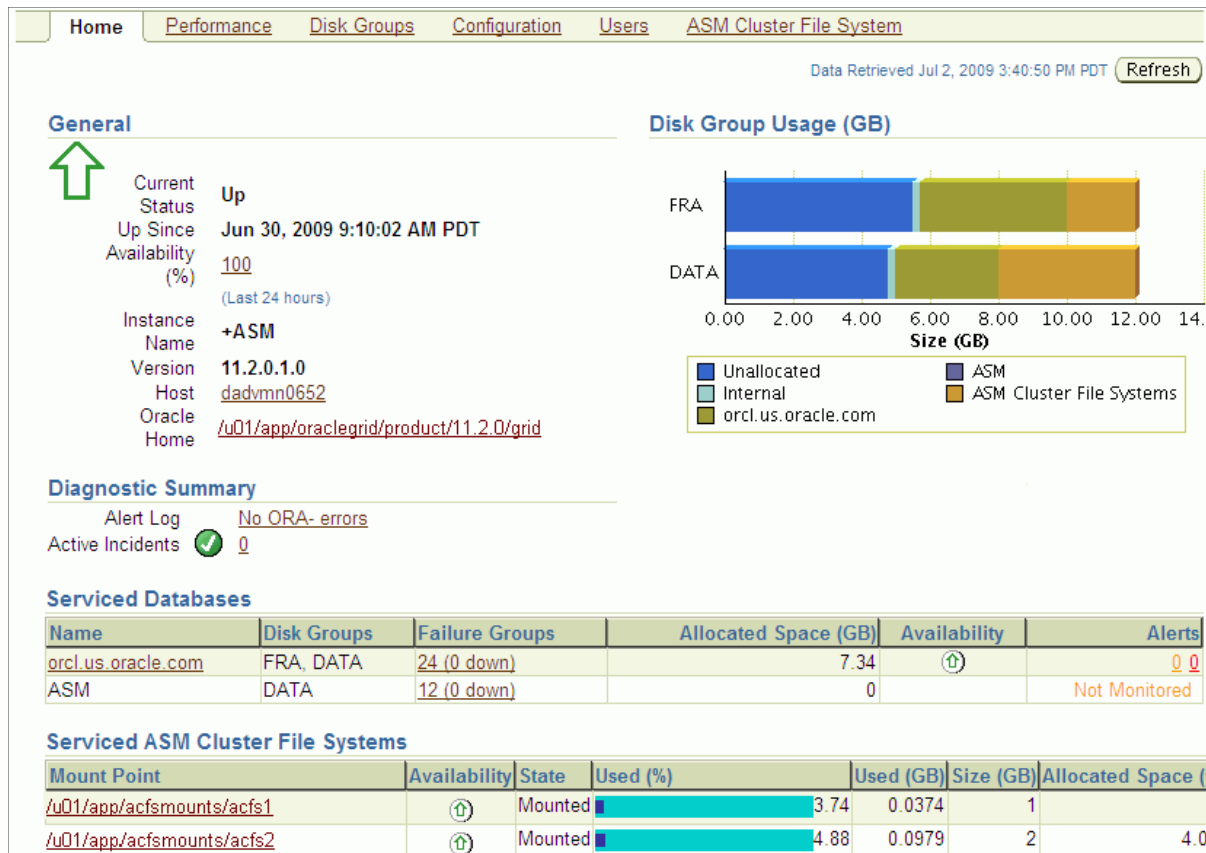 Home Performance Disk Groups Configuration Users ASM Cluster File System
Data Retrieved Jul 2, 2009 3:40:50 PM PDT Refresh
General
Current Status Up
Up Since Jun 30, 2009 9:10:02 AM PDT
Availability (%) 100
(Last 24 hours)
Instance Name +ASM
Version 11.2.0.1.0
Host dadvmn0652
Oracle Home /u01/app/oraclegrid/product/11.2.0/grid
Disk Group Usage (GB)
FRA
DATA
0.00 2.00 4.00 6.00 8.00 10.00 12.00 14.
Size (GB)
Unallocated ASM
Internal ASM Cluster File Systems
orcl.us.oracle.com
Diagnostic Summary
Alert Log No ORA- errors
Active Incidents 0
Serviced Databases
Name Disk Groups Failure Groups Allocated Space (GB) Availability Alerts
orcl.us.oracle.com FRA, DATA 24 (0 down) 7.34 0 0
ASM DATA 12 (0 down) 0 Not Monitored
Serviced ASM Cluster File Systems
Mount Point Availability State Used (%) Used (GB) Size (GB) Allocated Space (
/u01/app/acfsmounts/acfs1 Mounted 3.74 0.0374 1
/u01/app/acfsmounts/acfs2 Mounted 4.88 0.0979 2 4.0